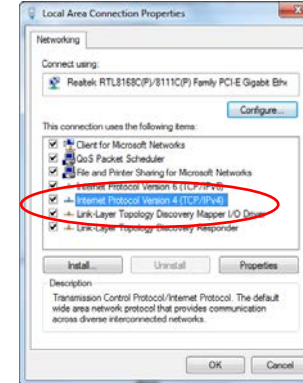 Local Area Connection Properties
Networking
Connect using:
Realtek RTL8168C(P)/8111C(P) Family PCI-E Gigabit Ethe
Configure...
This connection uses the following items:
Client for Microsoft Networks
QoS Packet Scheduler
File and Printer Sharing for Microsoft Networks
Internet Protocol Version 6 (TCP/IPv6)
Internet Protocol Version 4 (TCP/IPv4)
Link-Layer Topology Discovery Mapper I/O Driver
Link-Layer Topology Discovery Responder
Install...
Uninstall
Properties
Description
Transmission Control Protocol/Internet Protocol. The default
wide area network protocol that provides communication
across diverse interconnected networks.
OK
Cancel